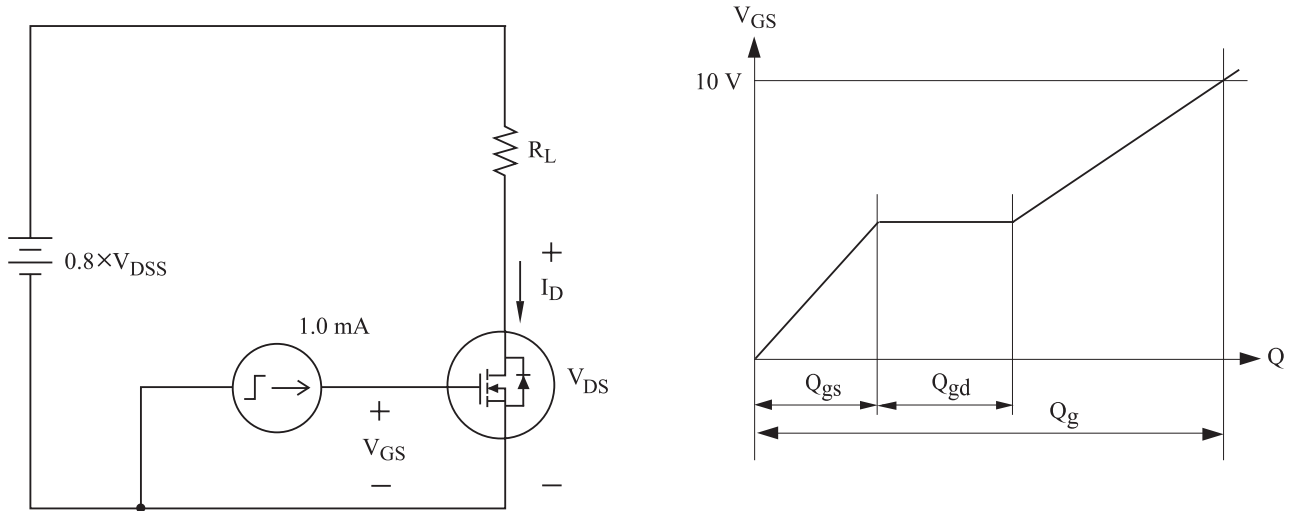 0.8×V_DSS
1.0 mA
R_L
+
I_D
V_DS
+
V_GS
−
−
V_GS
10 V
Q
Q_gs
Q_gd
Q_g